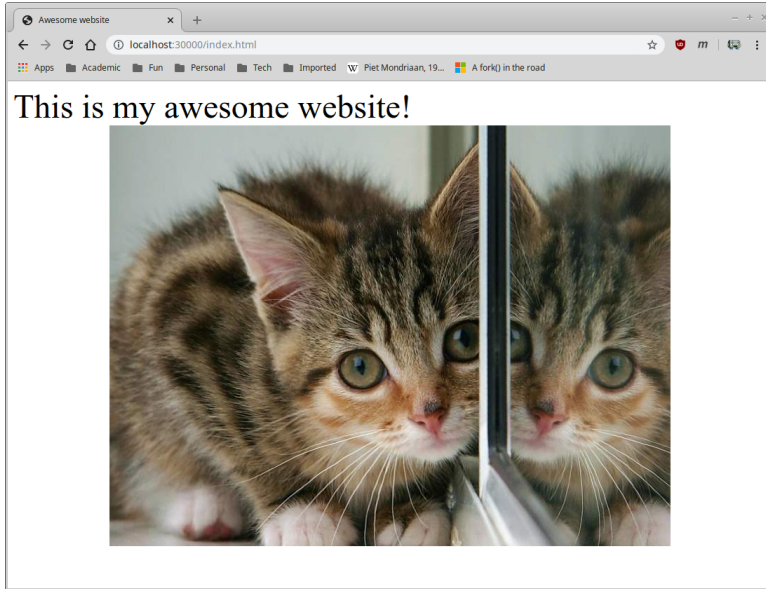 Awesome website
localhost:30000/index.html
Apps Academic Fun Personal Tech Imported W Piet Mondriaan, 19... A fork() in the road
This is my awesome website!